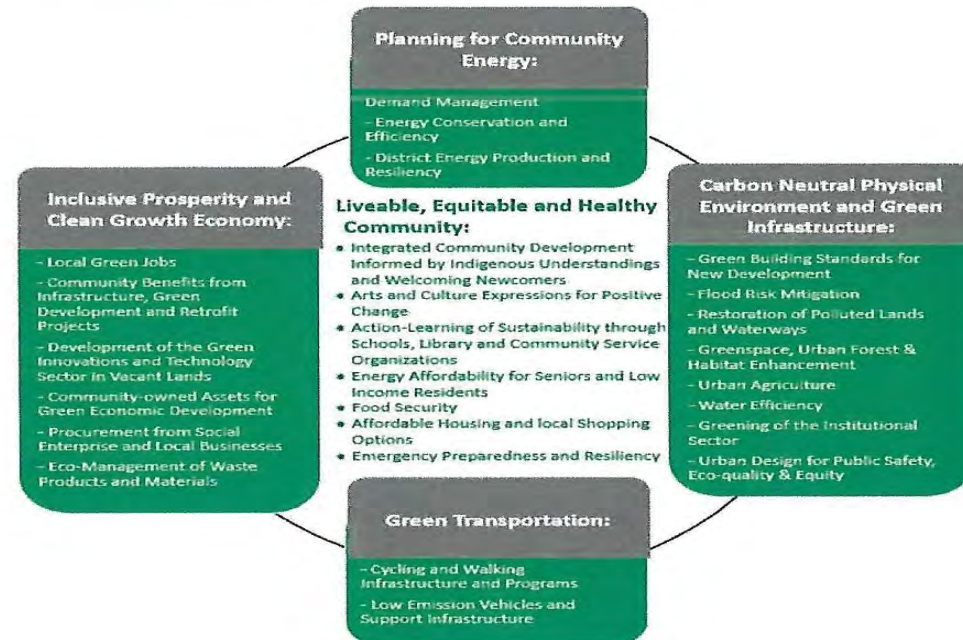 Planning for Community
Energy:
Demand Management
- Energy Conservation and
Efficiency
- District Energy Production and
Resiliency
Inclusive Prosperity and
Clean Growth Economy:
- Local Green Jobs
- Community Benefits from
Infrastructure, Green
Development and Retrofit
Projects
- Development of the Green
Innovations and Technology
Sector in Vacant Lands
- Community-owned Assets for
Green Economic Development
- Procurement from Social
Enterprise and Local Businesses
- Eco-Management of Waste
Products and Materials
Liveable, Equitable and Healthy
Community:
• Integrated Community Development
Informed by Indigenous Understandings
and Welcoming Newcomers
• Arts and Culture Expressions for Positive
Change
• Action-Learning of Sustainability through
Schools, Library and Community Service
Organizations
• Energy Affordability for Seniors and Low
Income Residents
• Food Security
• Affordable Housing and local Shopping
Options
• Emergency Preparedness and Resiliency
Carbon Neutral Physical
Environment and Green
Infrastructure:
- Green Building Standards for
New Development
- Flood Risk Mitigation
- Restoration of Polluted Lands
and Waterways
- Greenspace, Urban Forest &
Habitat Enhancement
- Urban Agriculture
- Water Efficiency
- Greening of the Institutional
Sector
- Urban Design for Public Safety,
Eco-quality & Equity
Green Transportation:
- Cycling and Walking
Infrastructure and Programs
- Low Emission Vehicles and
Support Infrastructure